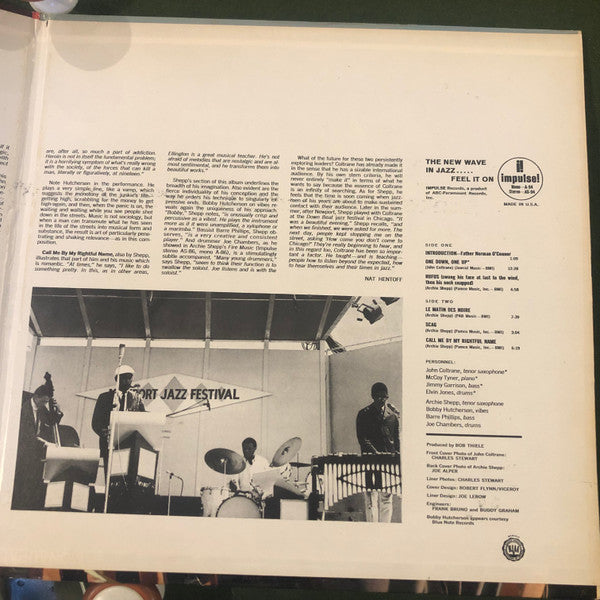 are, after all, so much a part of addiction.
Heroin is not in itself the fundamental problem;
it is a horrifying symptom of what's really wrong
with society, of the forces that can kill a
man, literally or figuratively, at nineteen."
Note Hutcherson in the performance. He
plays a very simple line, like a vamp, which
suggests the monotony of the junkie's life—
getting high, scrabbling for the money to get
high again, and then, when the panic is on, the
waiting and waiting while you see people slow
down in the streets. Music is not sociology, but
when a man can transmute what he has seen
in the life of the streets into musical form and
substance, the result is art of particularly pene-
trating and shaking relevance—as in this com-
position.
Call Me By My Rightful Name, also by Shepp,
illustrates that part of him and his music which
is romantic. "At times," he says, "I like to do
something pretty. In this, as in other areas,
Ellington is a great musical teacher. He's not
afraid of melodies that are nostalgic and are al-
most sentimental, and he transforms them into
beautiful works."
Shepp's section of this album underlines the
breadth of his imagination. Also evident are the
fierce individuality of his conception and the
way he orders his technique to singularly ex-
pressive ends. Bobby Hutcherson on vibes re-
veals again the uniqueness of his approach.
"Bobby," Shepp notes, "is unusually crisp and
percussive as a vibist. He plays the instrument
more as if it were unamplified, a xylophone or
a marimba." Bassist Barre Phillips, Shepp ob-
serves, "is a very creative and consistent
player." And drummer Joe Chambers, as he
showed in Archie Shepp's Fire Music (Impulse
stereo AS-86, mono A-86), is a stimulatingly
subtle accompanist. "Many young drummers,"
says Shepp, "seem to think their function is to
swallow the soloist. Joe listens and is with the
soloist."
What of the future for these two persistently
exploring leaders? Coltrane has already made it
in the sense that he has a sizable international
audience. By his own stern criteria, he will
never entirely "make it" in terms of what he
wants to say because the essence of Coltrane
is an infinity of searching. As for Shepp, he
feels that the time is soon coming when jazz-
men of his years are about to make sustained
contact with their audience. Later in the sum-
mer, after Newport, Shepp played with Coltrane
at the Down Beat jazz festival in Chicago. "It
was a beautiful evening," Shepp recalls, "and
when we finished, we were asked for more. The
next day, people kept stopping me on the
street, saying 'How come you don't come to
Chicago?' They're really beginning to hear, and
in this regard too, Coltrane has been so impor-
tant a factor. He taught—and is teaching—
people how to listen beyond the expected, how
to hear themselves and their times in jazz."
NAT HENTOFF
ORT JAZZ FESTIVAL
THE NEW WAVE
IN JAZZ.....
FEEL IT ON
impulse!
Mono - A-94
Stereo - AS-94
IMPULSE Records, a product
of ABC-Paramount Records,
Inc.
MADE IN U.S.A.
SIDE ONE
INTRODUCTION-Father Norman O'Connor
1:05
ONE DOWN, ONE UP*
(John Coltrane) (Jowcol Music - BMI) 12:28
RUFUS (swung his face at last to the wind,
then his neck snapped)
(Archie Shepp) (Pamco Music, Inc. - BMI) 4:58
SIDE TWO
LE MATIN DES NOIRE
(Archie Shepp) (PAB Music - BMI) 7:39
SCAG
(Archie Shepp) (Pamco Music, Inc. - BMI) 3:04
CALL ME BY MY RIGHTFUL NAME
(Archie Shepp) (Pamco Music, Inc. - BMI) 6:19
PERSONNEL:
John Coltrane, tenor saxophone*
McCoy Tyner, piano*
Jimmy Garrison, bass*
Elvin Jones, drums*
Archie Shepp, tenor saxophone
Bobby Hutcherson, vibes
Barre Phillips, bass
Joe Chambers, drums
Produced by BOB THIELE
Front Cover Photo of John Coltrane:
CHARLES STEWART
Back Cover Photo of Archie Shepp:
JOE ALPER
Liner Photos: CHARLES STEWART
Cover Design: ROBERT FLYNN/VICEROY
Liner Design: JOE LEBOW
Engineers:
FRANK BRUNO and BUDDY GRAHAM
Bobby Hutcherson appears courtesy
Blue Note Records